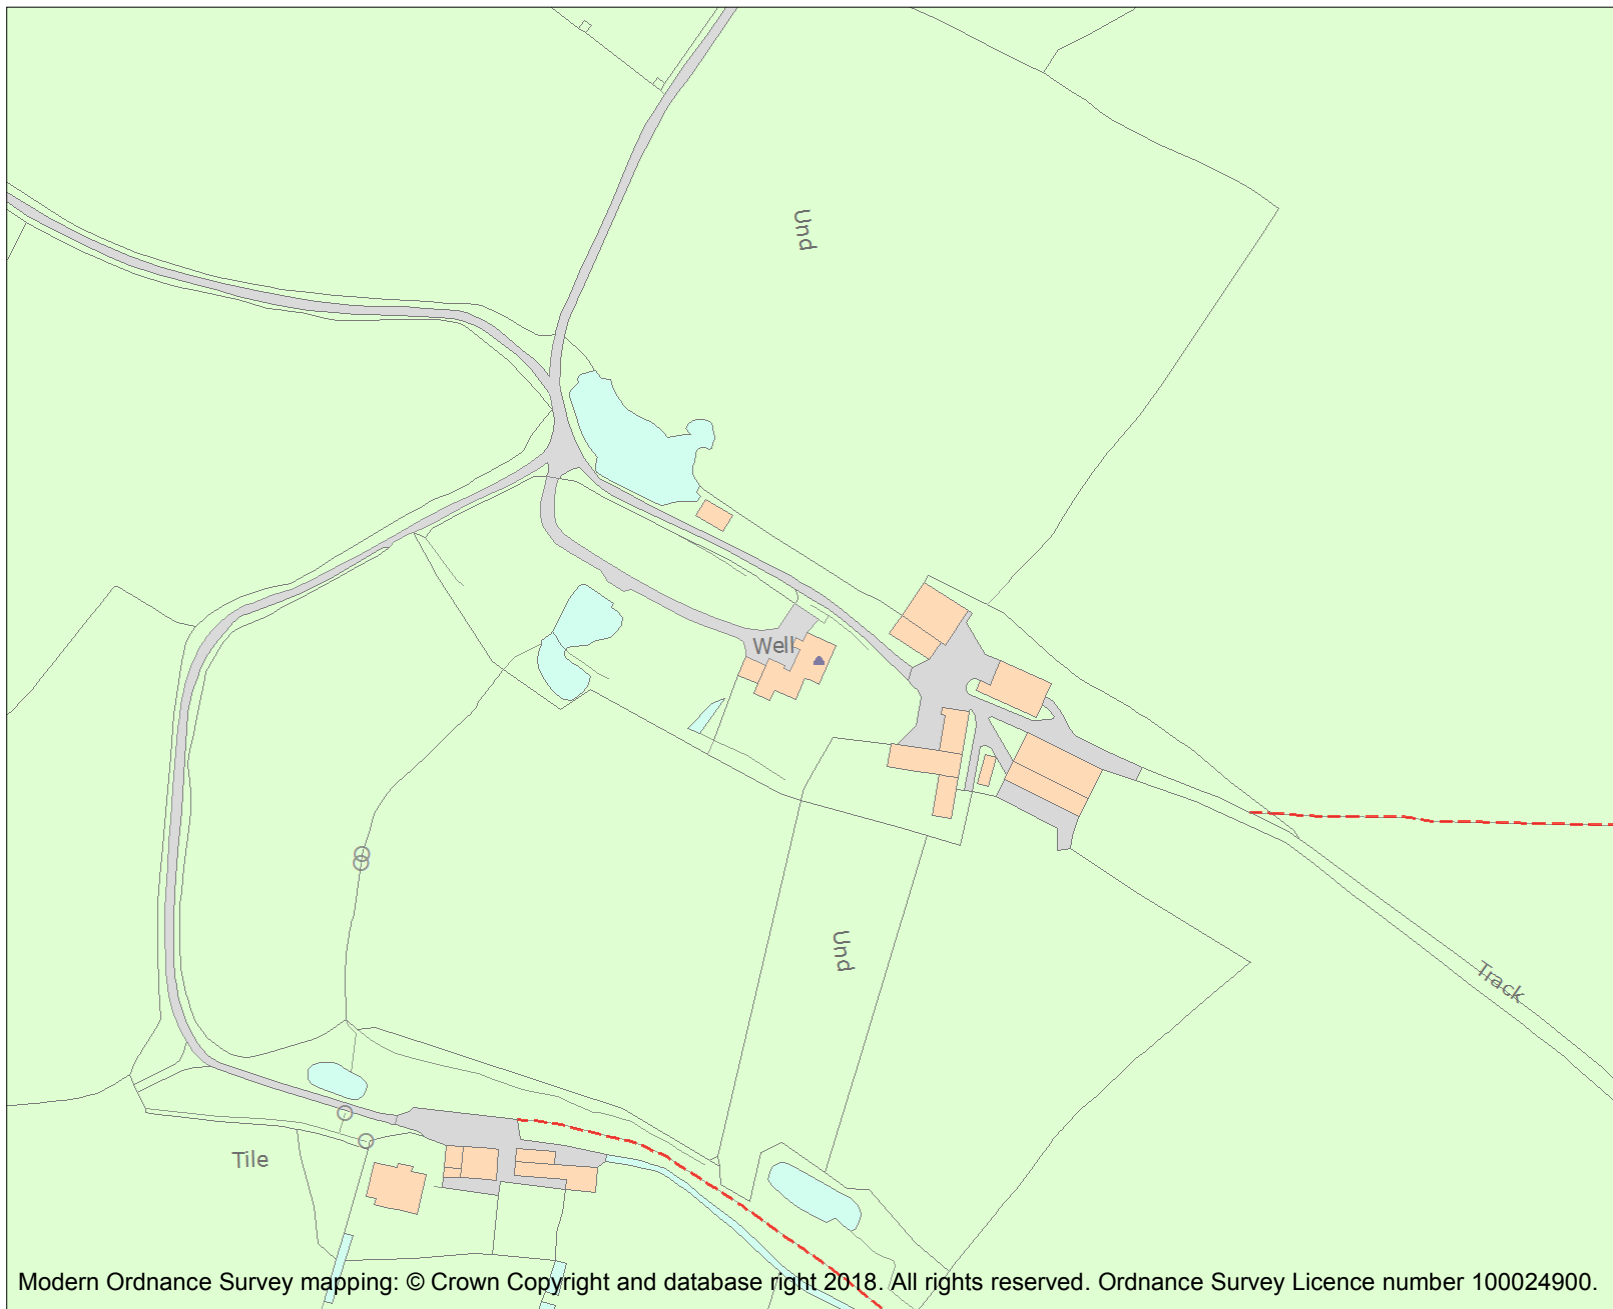 Und
Well
Und
Track
Tile
Modern Ordnance Survey mapping: © Crown Copyright and database right 2018. All rights reserved. Ordnance Survey Licence number 100024900.